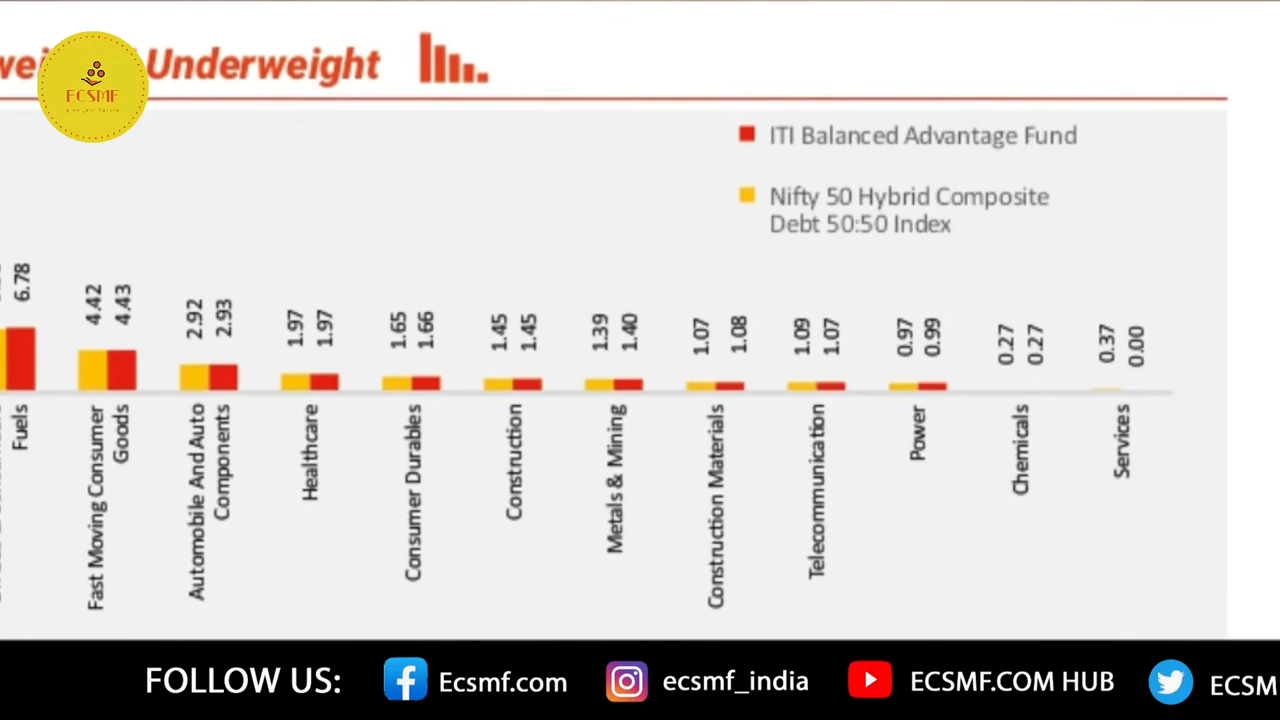 Underweight
ECSMF
ITI Balanced Advantage Fund
Nifty 50 Hybrid Composite
Debt 50:50 Index
6.78
4.42
4.43
2.92
2.93
1.97
1.97
1.65
1.66
1.45
1.45
1.39
1.40
1.07
1.08
1.09
1.07
0.97
0.99
0.27
0.27
0.37
0.00
Fuels
Fast Moving Consumer
Goods
Automobile And Auto
Components
Healthcare
Consumer Durables
Construction
Metals & Mining
Construction Materials
Telecommunication
Power
Chemicals
Services
FOLLOW US: Ecsmf.com ecsmf_india ECSMF.COM HUB ECSM